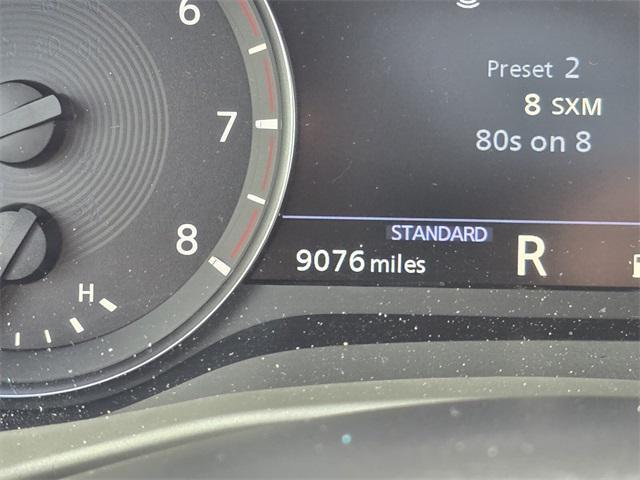 6
7
8
H
Preset 2
8 SXM
80s on 8
STANDARD
9076 miles
R